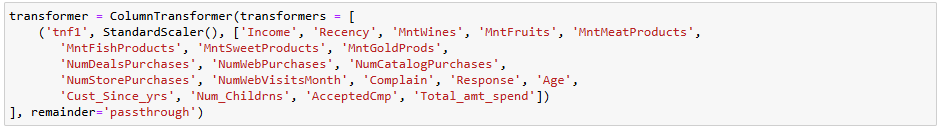 transformer = ColumnTransformer(transformers = [
    ('tnf1', StandardScaler(), ['Income', 'Recency', 'MntWines', 'MntFruits', 'MntMeatProducts',
       'MntFishProducts', 'MntSweetProducts', 'MntGoldProds',
       'NumDealsPurchases', 'NumWebPurchases', 'NumCatalogPurchases',
       'NumStorePurchases', 'NumWebVisitsMonth', 'Complain', 'Response', 'Age',
       'Cust_Since_yrs', 'Num_Childrns', 'AcceptedCmp', 'Total_amt_spend'])
], remainder='passthrough')